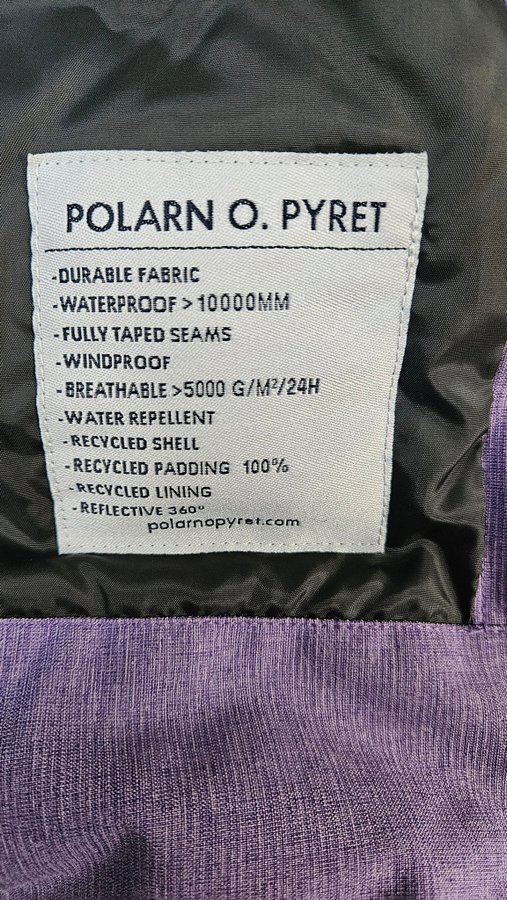 POLARN O. PYRET
-DURABLE FABRIC
-WATERPROOF > 10000MM
-FULLY TAPED SEAMS
-WINDPROOF
-BREATHABLE >5000 G/M²/24H
-WATER REPELLENT
-RECYCLED SHELL
-RECYCLED PADDING 100%
-RECYCLED LINING
-REFLECTIVE 360°
polarnopyret.com